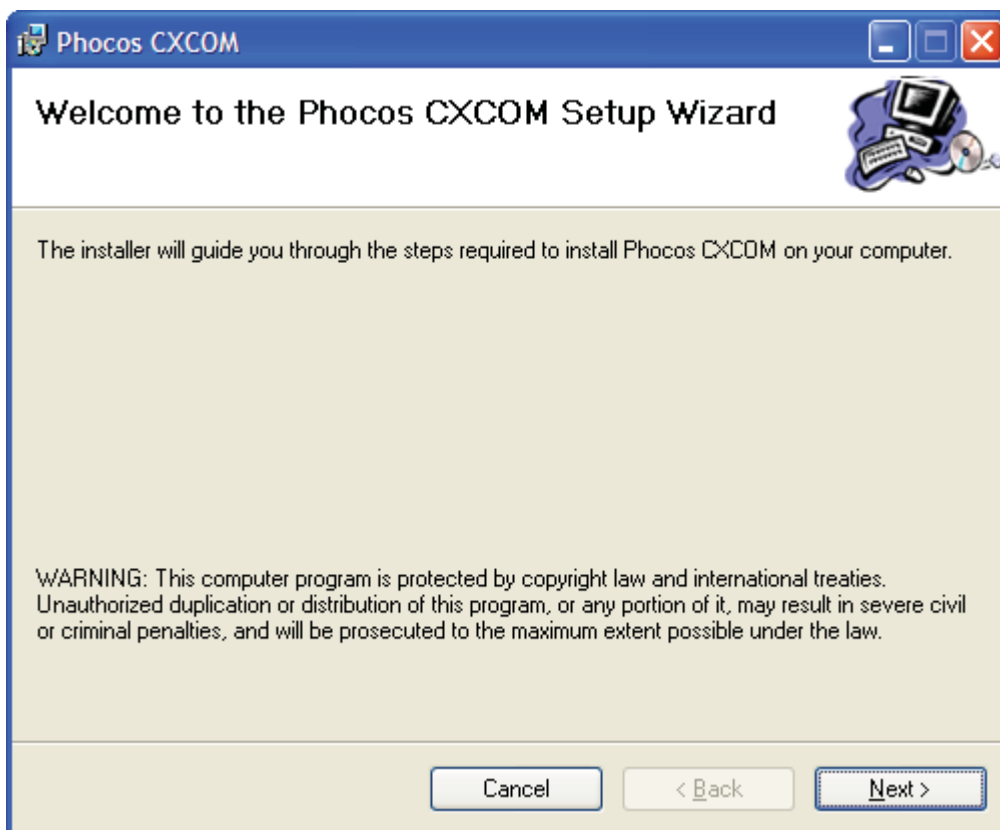 Phocos CXCOM
Welcome to the Phocos CXCOM Setup Wizard
The installer will guide you through the steps required to install Phocos CXCOM on your computer.
WARNING: This computer program is protected by copyright law and international treaties.
Unauthorized duplication or distribution of this program, or any portion of it, may result in severe civil
or criminal penalties, and will be prosecuted to the maximum extent possible under the law.
Cancel
< Back
Next >